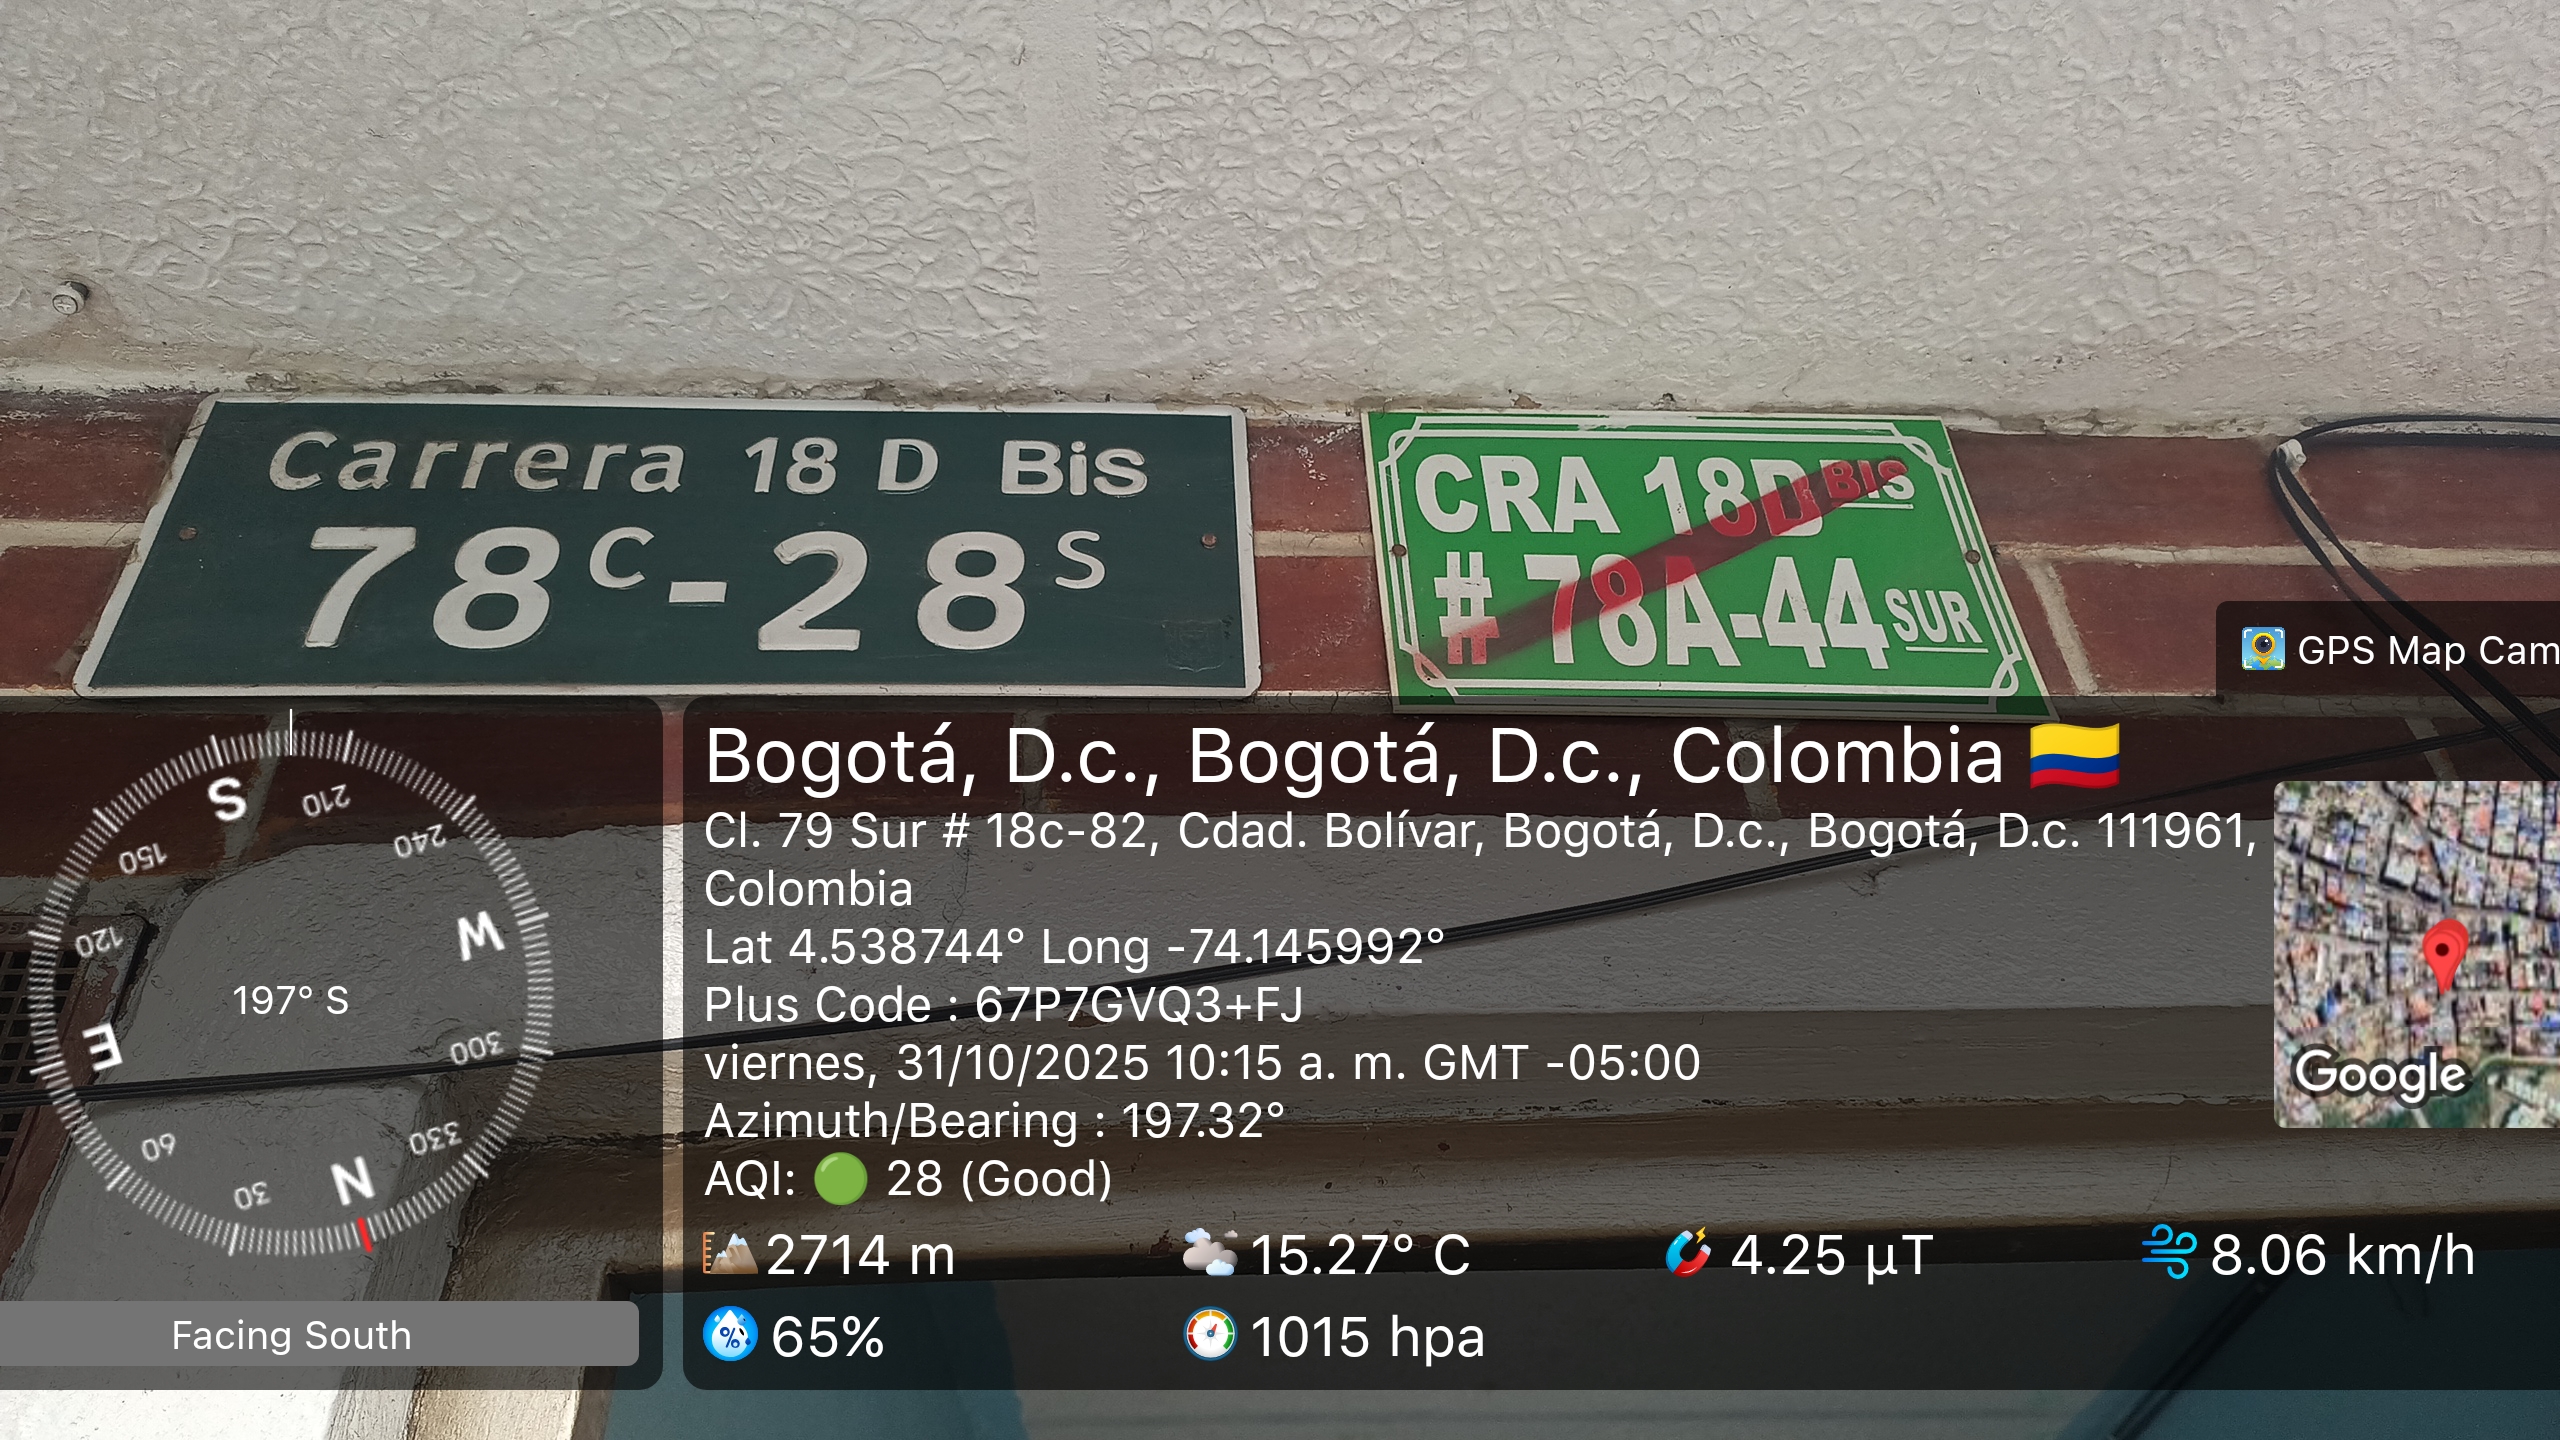 Carrera 18 D Bis
78C-28S
CRA 18D BIS
# 78A-44 SUR
GPS Map Cam
Bogotá, D.c., Bogotá, D.c., Colombia 🇨🇴
Cl. 79 Sur # 18c-82, Cdad. Bolívar, Bogotá, D.c., Bogotá, D.c. 111961,
Colombia
Lat 4.538744° Long -74.145992°
Plus Code : 67P7GVQ3+FJ
viernes, 31/10/2025 10:15 a. m. GMT -05:00
Azimuth/Bearing : 197.32°
AQI: 🟢 28 (Good)
2714 m 15.27° C 4.25 µT 8.06 km/h
65% 1015 hpa
S 210 240 W 300 330 N 30 60 E 120 150
197° S
Facing South
Google